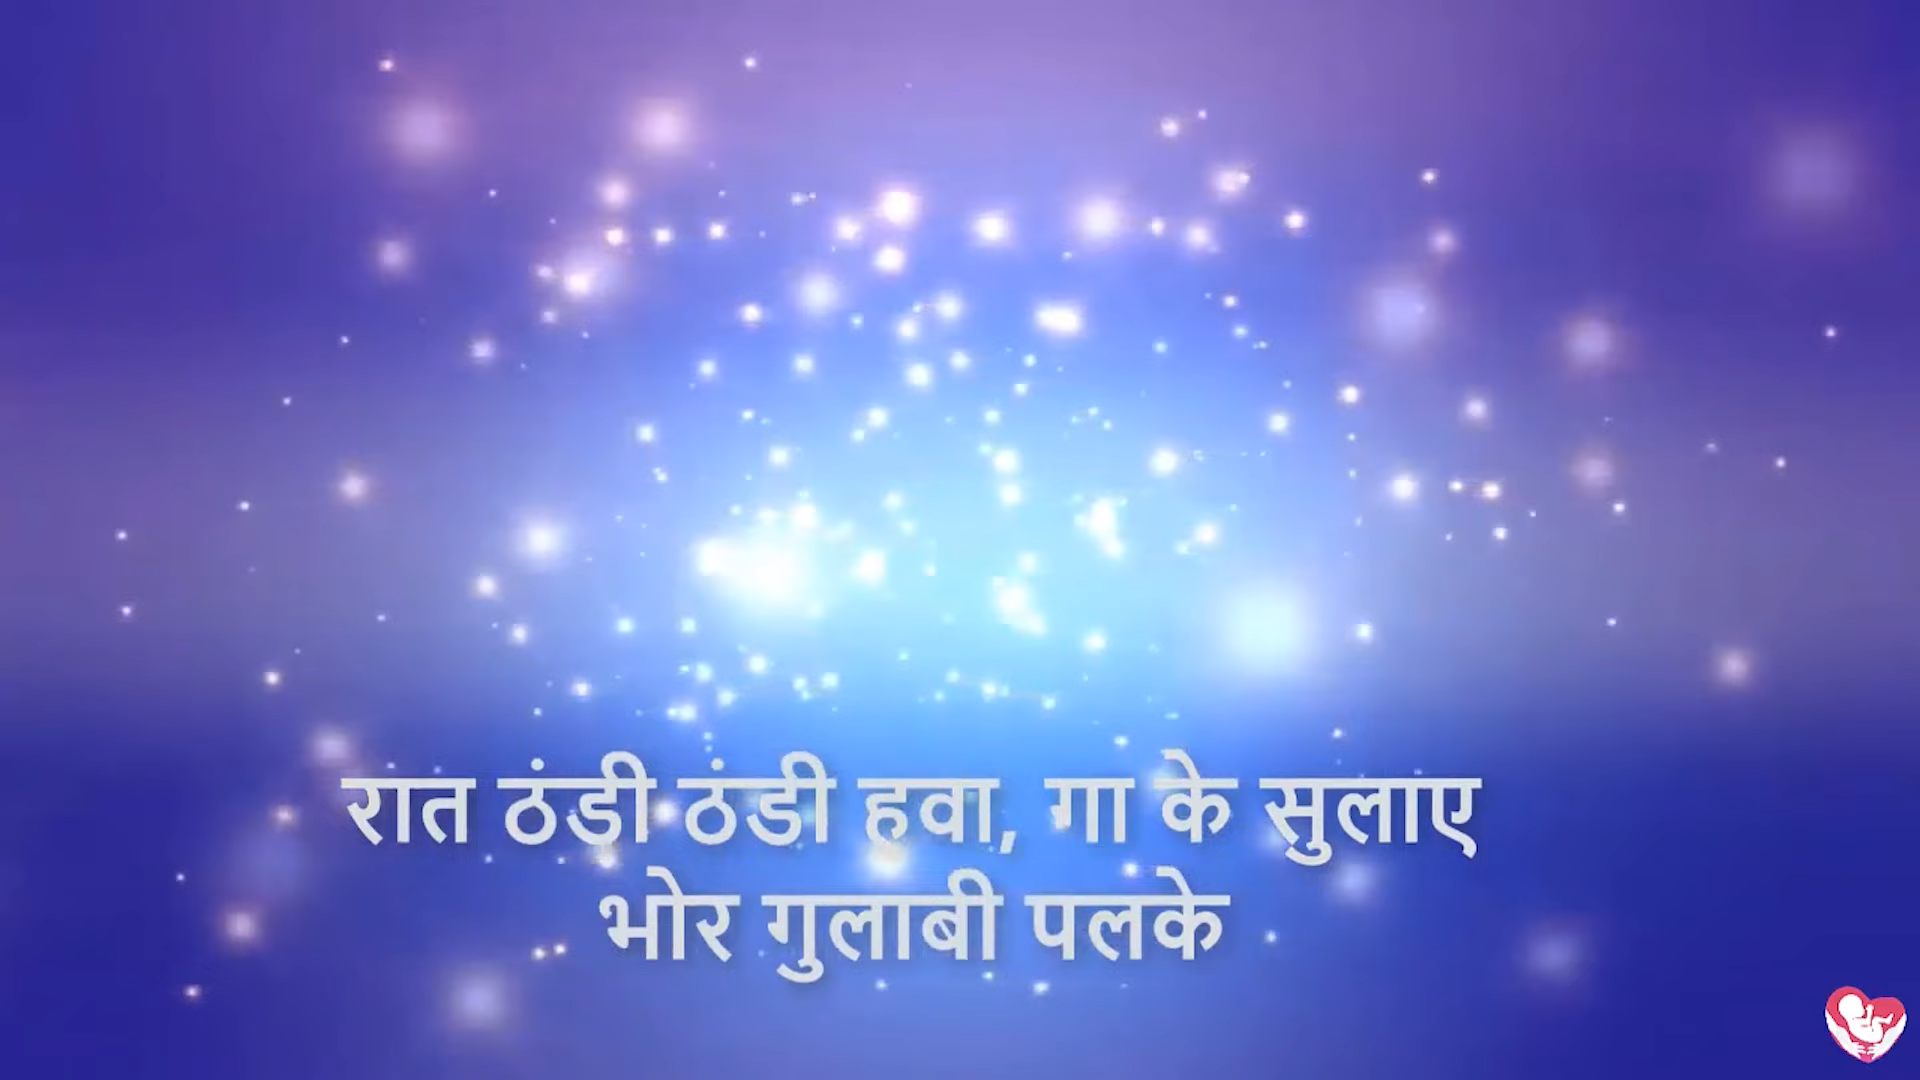 रात ठंडी ठंडी हवा, गा के सुलाए
भोर गुलाबी पलके